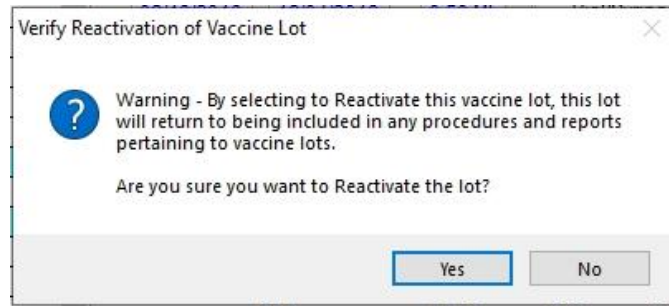 Verify Reactivation of Vaccine Lot
Warning - By selecting to Reactivate this vaccine lot, this lot
will return to being included in any procedures and reports
pertaining to vaccine lots.
Are you sure you want to Reactivate the lot?
Yes No